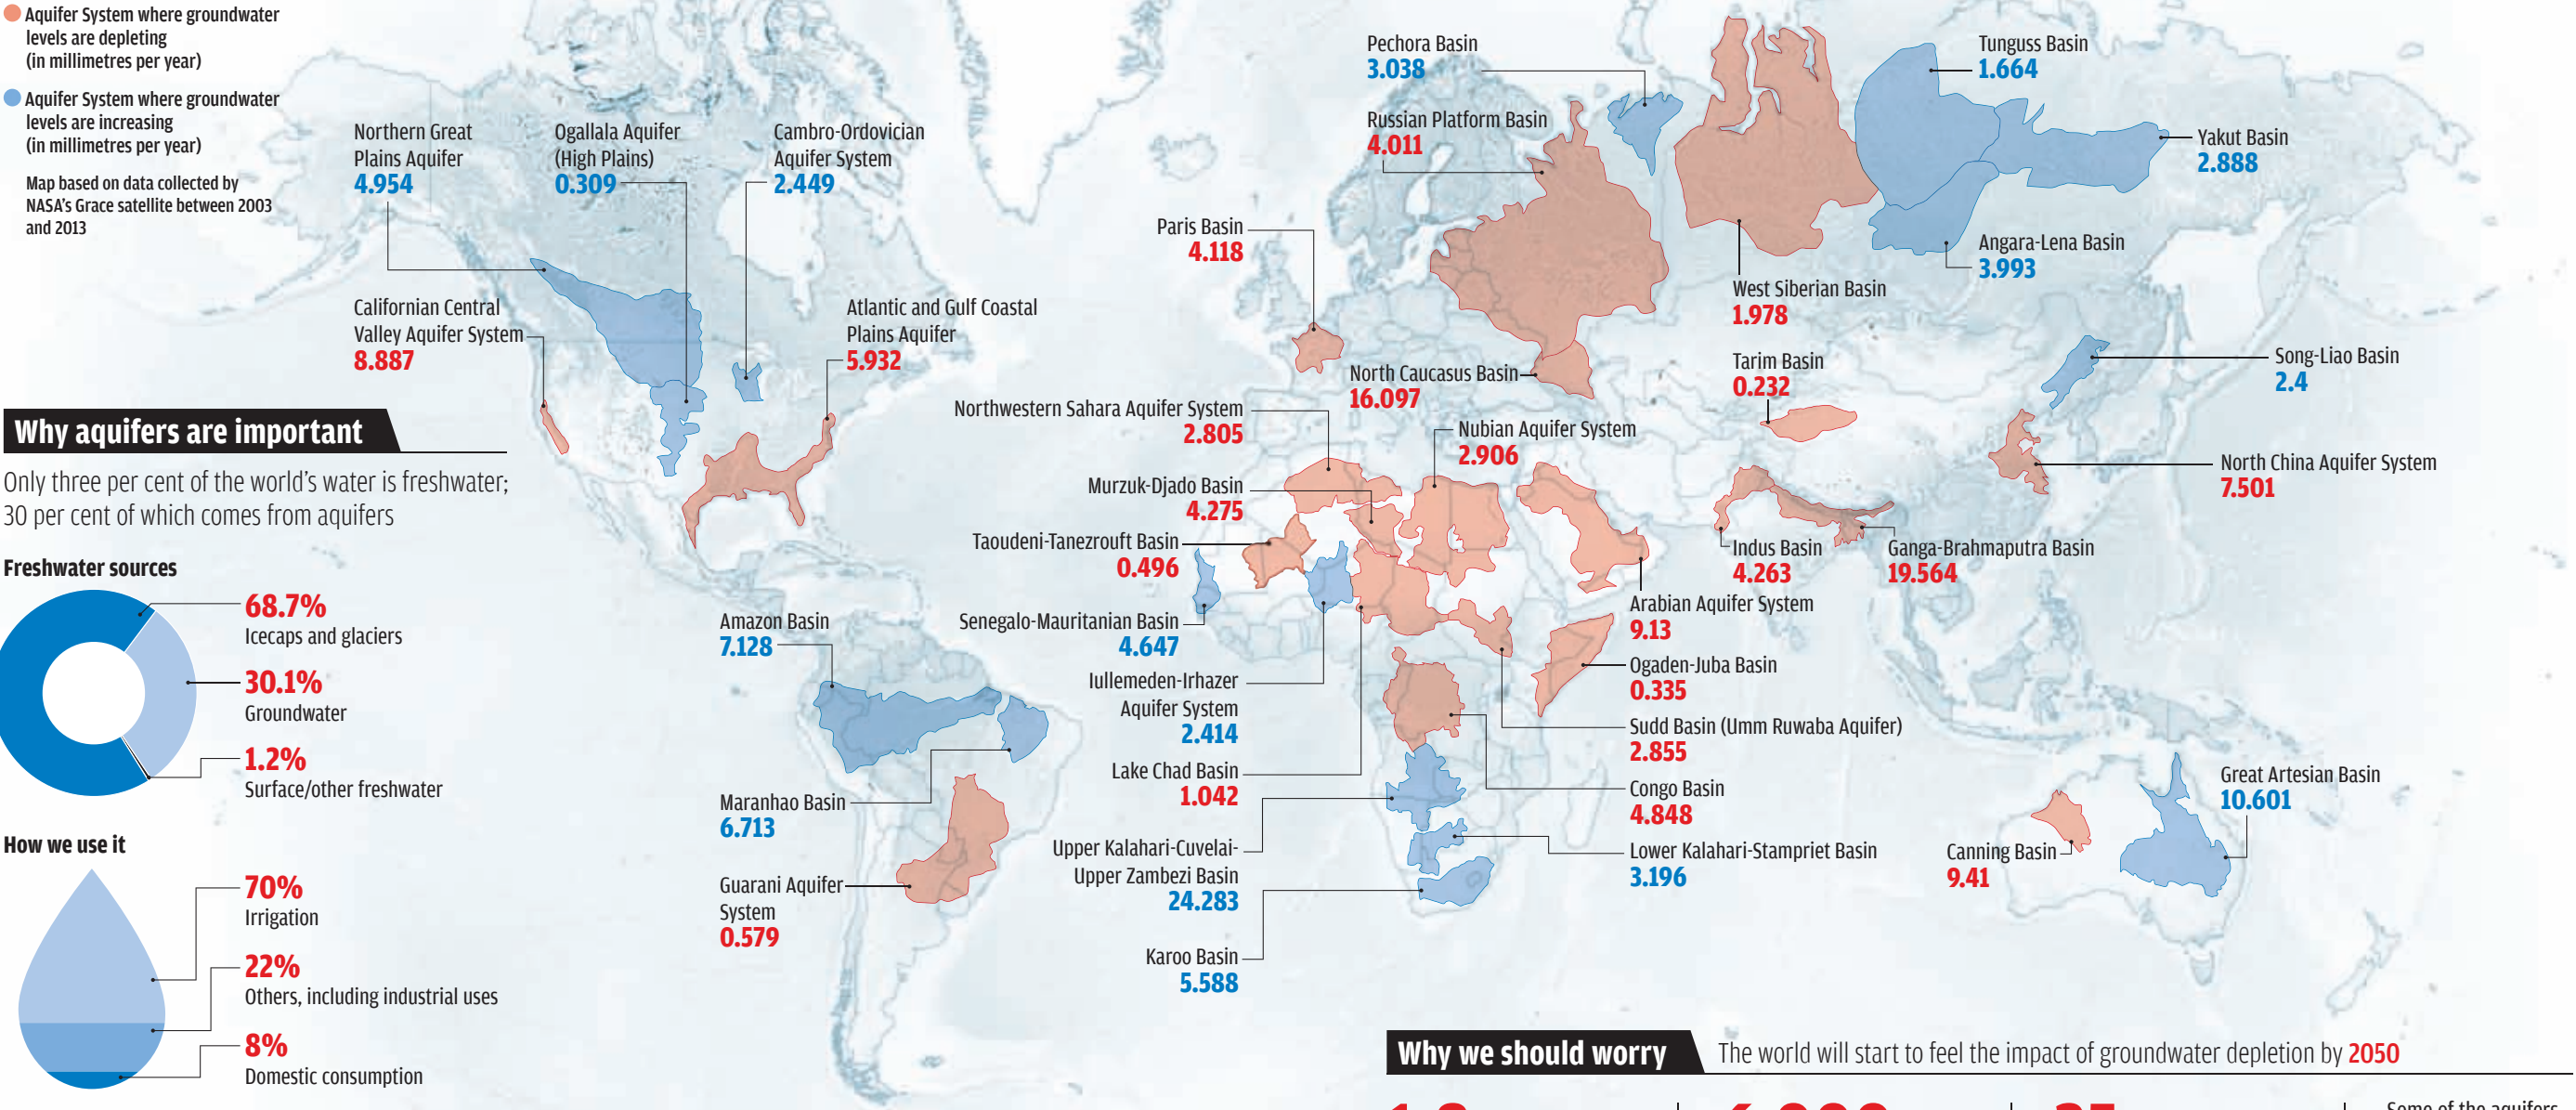 Aquifer System where groundwater
levels are depleting
(in millimetres per year)
Aquifer System where groundwater
levels are increasing
(in millimetres per year)
Map based on data collected by
NASA's Grace satellite between 2003
and 2013
Northern Great
Plains Aquifer
4.954
Ogallala Aquifer
(High Plains)
0.309
Cambro-Ordovician
Aquifer System
2.449
Californian Central
Valley Aquifer System
8.887
Atlantic and Gulf Coastal
Plains Aquifer
5.932
Pechora Basin
3.038
Russian Platform Basin
4.011
Paris Basin
4.118
Tunguss Basin
1.664
Yakut Basin
2.888
Angara-Lena Basin
3.993
West Siberian Basin
1.978
North Caucasus Basin
16.097
Tarim Basin
0.232
Song-Liao Basin
2.4
North China Aquifer System
7.501
Northwestern Sahara Aquifer System
2.805
Nubian Aquifer System
2.906
Murzuk-Djado Basin
4.275
Taoudeni-Tanezrouft Basin
0.496
Indus Basin
4.263
Ganga-Brahmaputra Basin
19.564
Arabian Aquifer System
9.13
Senegalo-Mauritanian Basin
4.647
Iullemeden-Irhazer
Aquifer System
2.414
Ogaden-Juba Basin
0.335
Sudd Basin (Umm Ruwaba Aquifer)
2.855
Lake Chad Basin
1.042
Congo Basin
4.848
Upper Kalahari-Cuvelai-
Upper Zambezi Basin
24.283
Lower Kalahari-Stampriet Basin
3.196
Karoo Basin
5.588
Canning Basin
9.41
Great Artesian Basin
10.601
Amazon Basin
7.128
Maranhao Basin
6.713
Guarani Aquifer
System
0.579
Why aquifers are important
Only three per cent of the world's water is freshwater;
30 per cent of which comes from aquifers
Freshwater sources
68.7%
Icecaps and glaciers
30.1%
Groundwater
1.2%
Surface/other freshwater
How we use it
70%
Irrigation
22%
Others, including industrial uses
8%
Domestic consumption
Why we should worry
The world will start to feel the impact of groundwater depletion by 2050
Some of the aquifers